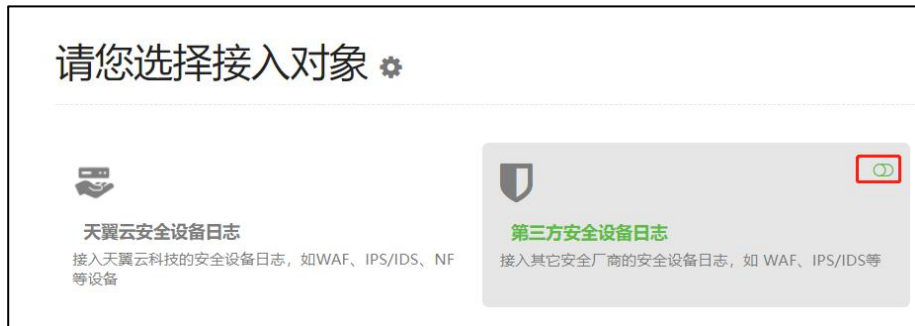 请您选择接入对象
天翼云安全设备日志
接入天翼云科技的安全设备日志，如WAF、IPS/IDS、NF
等设备
第三方安全设备日志
接入其它安全厂商的安全设备日志，如 WAF、IPS/IDS等